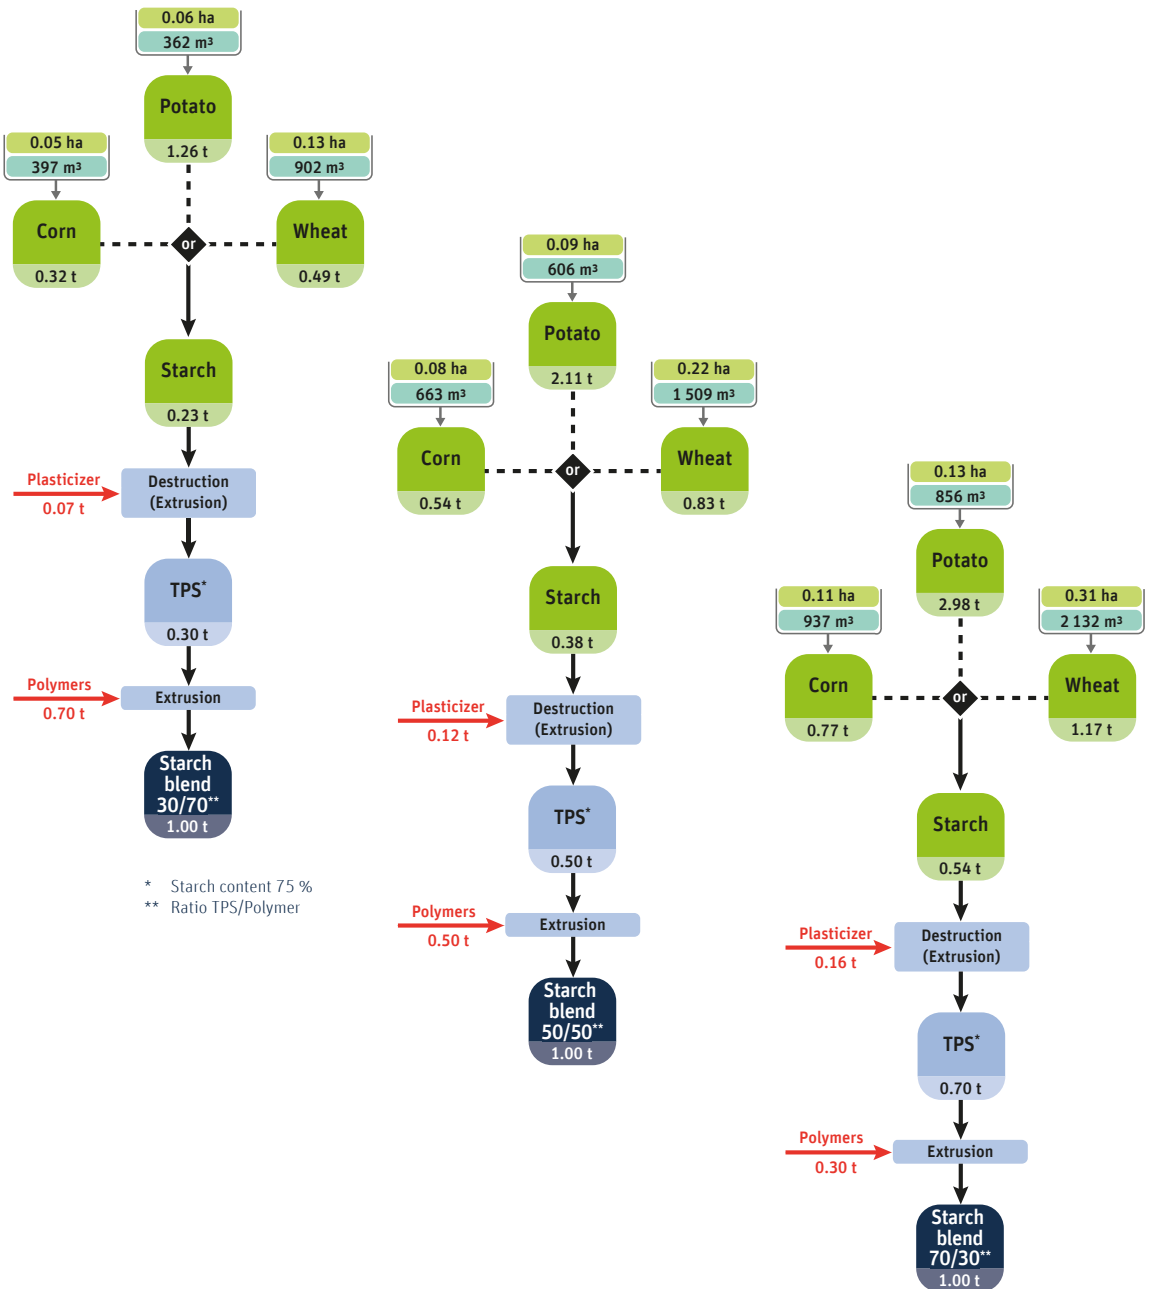 0.06 ha
362 m³
Potato
1.26 t
0.05 ha
397 m³
Corn
0.32 t
0.13 ha
902 m³
Wheat
0.49 t
or
Starch
0.23 t
Plasticizer
0.07 t
Destruction
(Extrusion)
TPS*
0.30 t
Polymers
0.70 t
Extrusion
Starch
blend
30/70**
1.00 t
* Starch content 75 %
** Ratio TPS/Polymer
0.09 ha
606 m³
Potato
2.11 t
0.08 ha
663 m³
Corn
0.54 t
0.22 ha
1 509 m³
Wheat
0.83 t
or
Starch
0.38 t
Plasticizer
0.12 t
Destruction
(Extrusion)
TPS*
0.50 t
Polymers
0.50 t
Extrusion
Starch
blend
50/50**
1.00 t
0.13 ha
856 m³
Potato
2.98 t
0.11 ha
937 m³
Corn
0.77 t
0.31 ha
2 132 m³
Wheat
1.17 t
or
Starch
0.54 t
Plasticizer
0.16 t
Destruction
(Extrusion)
TPS*
0.70 t
Polymers
0.30 t
Extrusion
Starch
blend
70/30**
1.00 t